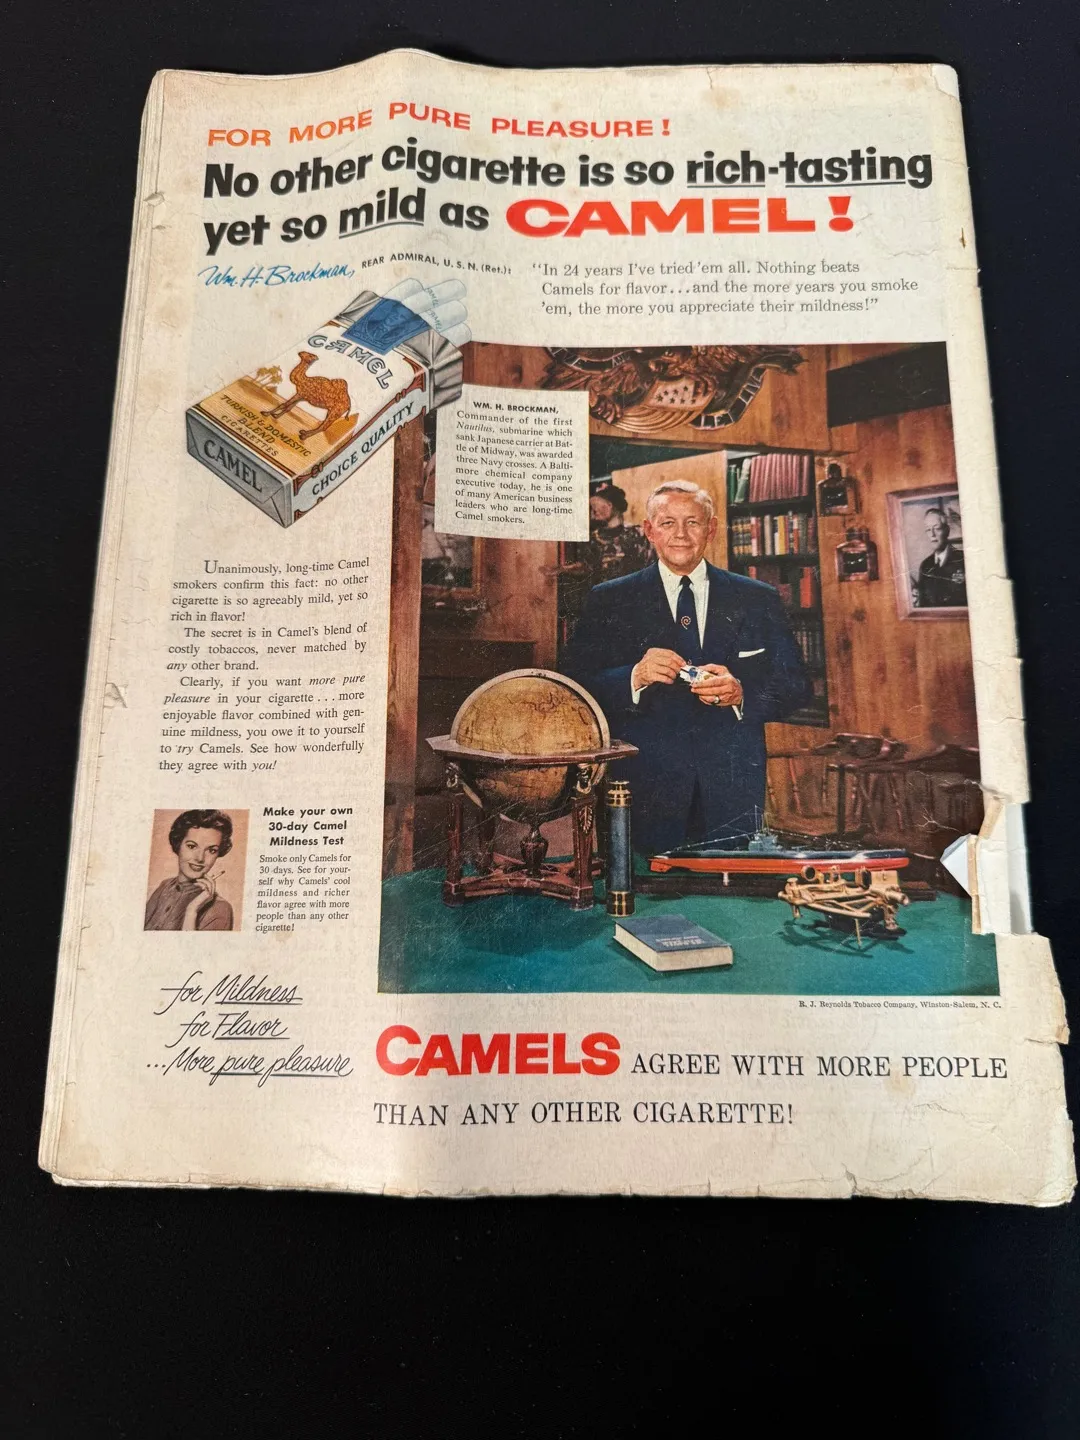 FOR MORE PURE PLEASURE!
No other cigarette is so rich-tasting
yet so mild as CAMEL!
Wm. H. Brockman, REAR ADMIRAL, U. S. N. (Ret.):
"In 24 years I've tried 'em all. Nothing beats
Camels for flavor...and the more years you smoke
'em, the more you appreciate their mildness!"
CAMEL
TURKISH & DOMESTIC
BLEND
CIGARETTES
CAMEL
CHOICE QUALITY
WM. H. BROCKMAN,
Commander of the first
Nautilus, submarine which
sank Japanese carrier at Bat-
tle of Midway, was awarded
three Navy crosses. A Balti-
more chemical company
executive today, he is one
of many American business
leaders who are long-time
Camel smokers.
Unanimously, long-time Camel
smokers confirm this fact: no other
cigarette is so agreeably mild, yet so
rich in flavor!
The secret is in Camel's blend of
costly tobaccos, never matched by
any other brand.
Clearly, if you want more pure
pleasure in your cigarette...more
enjoyable flavor combined with gen-
uine mildness, you owe it to yourself
to try Camels. See how wonderfully
they agree with you!
Make your own
30-day Camel
Mildness Test
Smoke only Camels for
30 days. See for your-
self why Camels' cool
mildness and richer
flavor agree with more
people than any other
cigarette!
for Mildness
for Flavor
...More pure pleasure
R. J. Reynolds Tobacco Company, Winston-Salem, N. C.
CAMELS AGREE WITH MORE PEOPLE
THAN ANY OTHER CIGARETTE!